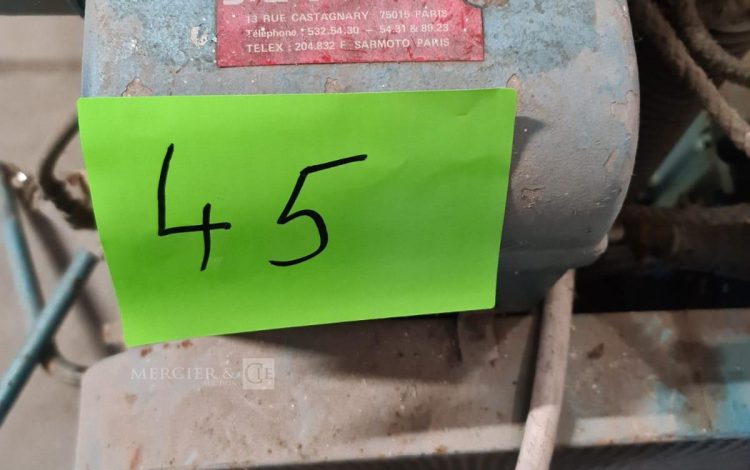 13 RUE CASTAGNARY 75015 PARIS
Téléphone : 532.54.30 — 54.31 & 89.23
TELEX : 204.832 F SARMOTO PARIS
45
MERCIER & CIE